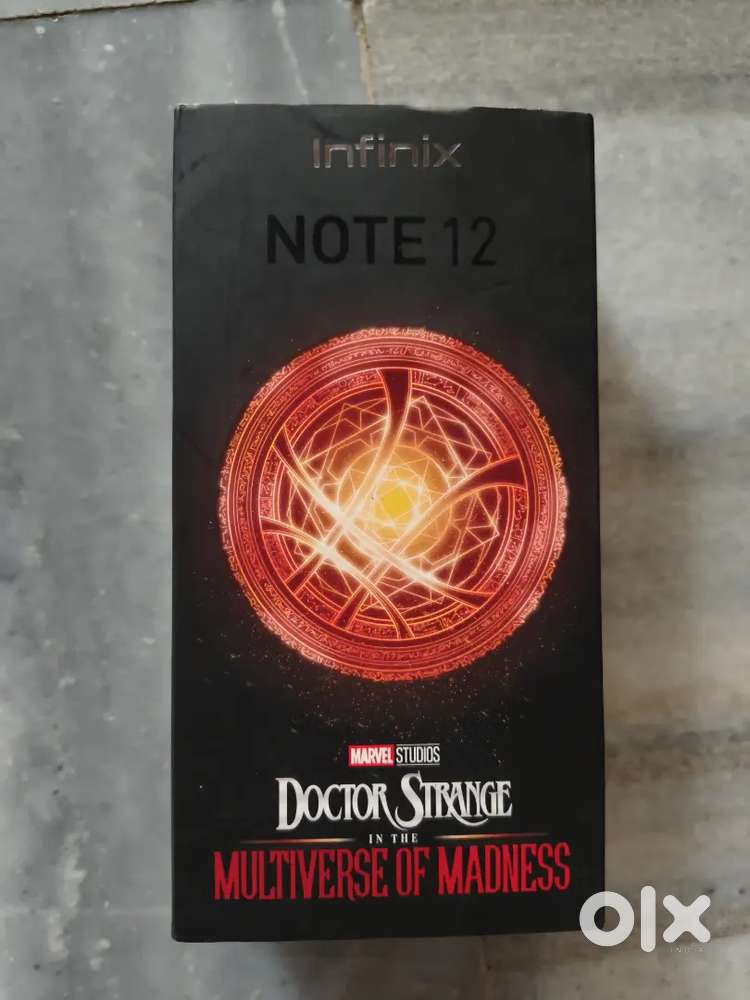 Infinix
NOTE 12
MARVEL STUDIOS
DOCTOR STRANGE
IN THE
MULTIVERSE OF MADNESS
olx